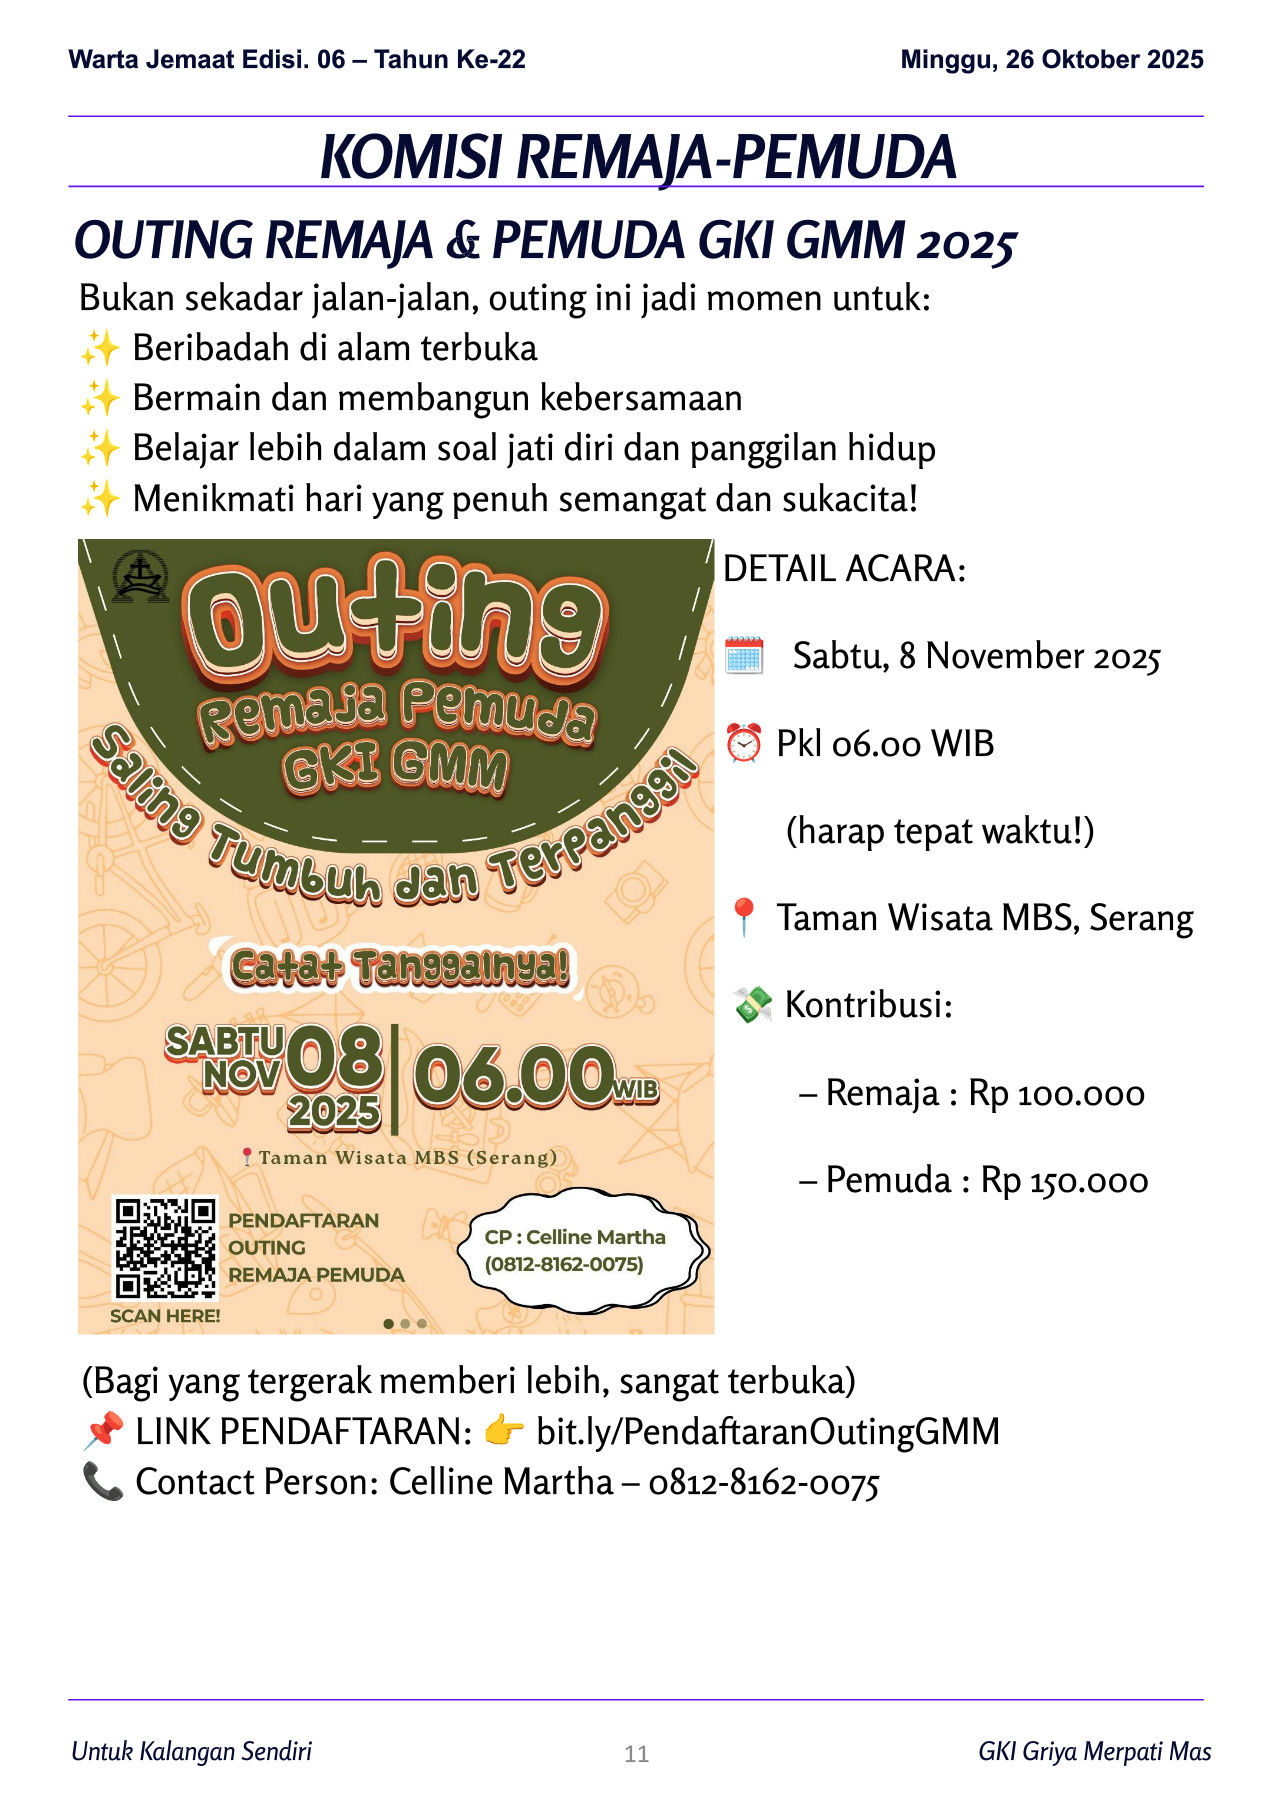 Warta Jemaat Edisi. 06 – Tahun Ke-22
Minggu, 26 Oktober 2025
KOMISI REMAJA-PEMUDA
OUTING REMAJA & PEMUDA GKI GMM 2025
Bukan sekadar jalan-jalan, outing ini jadi momen untuk:
✨ Beribadah di alam terbuka
✨ Bermain dan membangun kebersamaan
✨ Belajar lebih dalam soal jati diri dan panggilan hidup
✨ Menikmati hari yang penuh semangat dan sukacita!
Outing
Remaja Pemuda
GKI GMM
Saling Tumbuh dan Terpanggil
Catat Tanggalnya!
SABTU
NOV
08
2025
06.00 WIB
📍Taman Wisata MBS (Serang)
PENDAFTARAN
OUTING
REMAJA PEMUDA
SCAN HERE!
CP : Celline Martha
(0812-8162-0075)
DETAIL ACARA:
🗓️ Sabtu, 8 November 2025
⏰ Pkl 06.00 WIB
(harap tepat waktu!)
📍 Taman Wisata MBS, Serang
💸 Kontribusi:
– Remaja : Rp 100.000
– Pemuda : Rp 150.000
(Bagi yang tergerak memberi lebih, sangat terbuka)
📌 LINK PENDAFTARAN: 👉 bit.ly/PendaftaranOutingGMM
📞 Contact Person: Celline Martha – 0812-8162-0075
Untuk Kalangan Sendiri
11
GKI Griya Merpati Mas